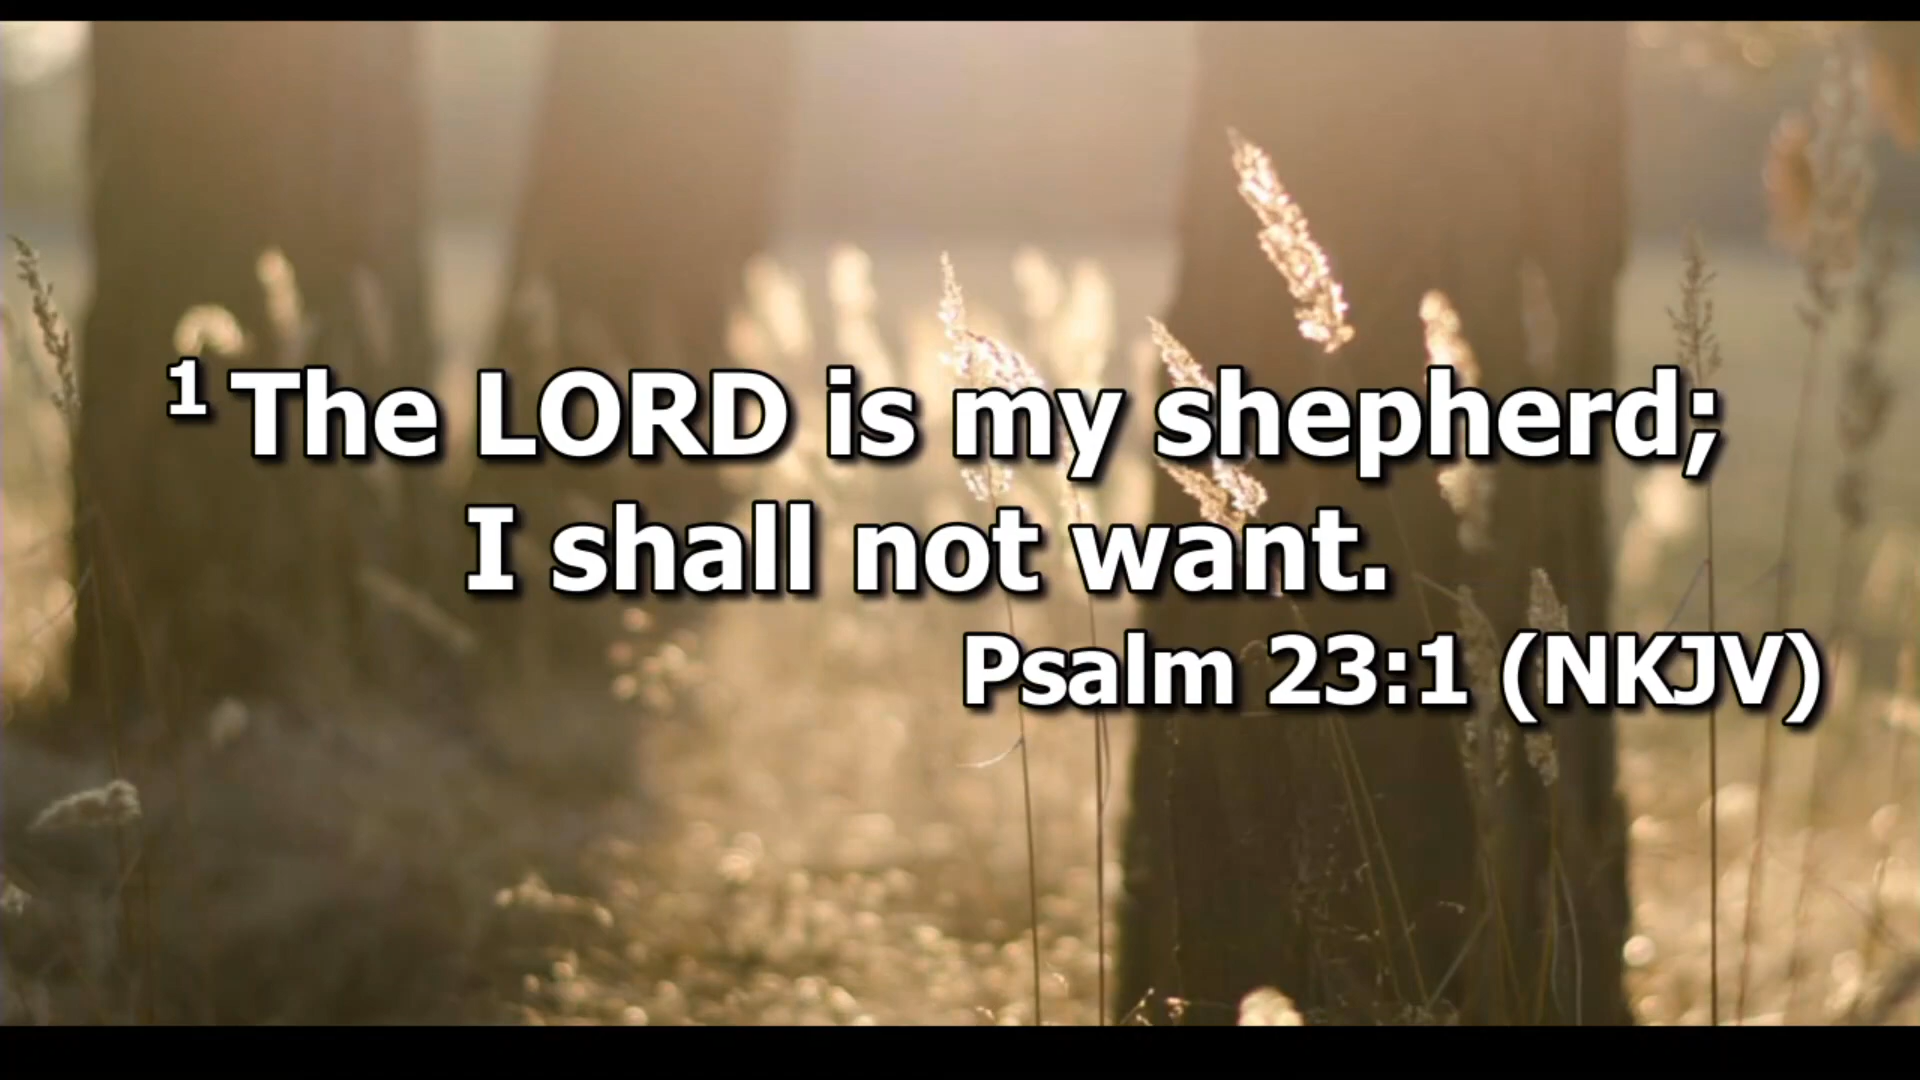 1 The LORD is my shepherd;
I shall not want.
Psalm 23:1 (NKJV)